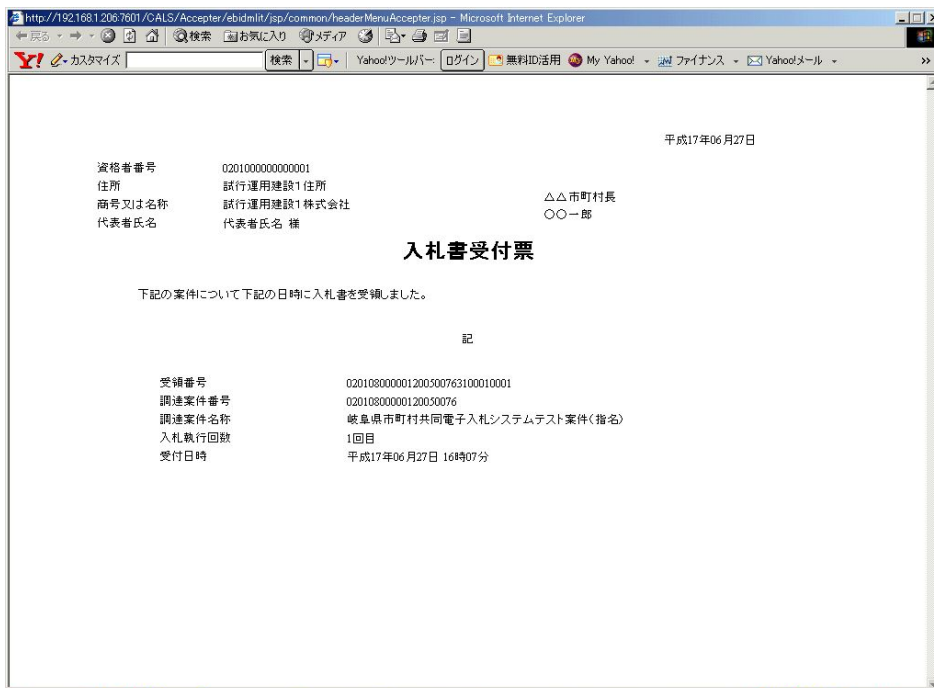 http://192.168.1.206:7601/CALS/Accepter/ebidmlit/jsp/common/headerMenuAccepter.jsp - Microsoft Internet Explorer
戻る 検索 お気に入り メディア
Y! カスタマイズ 検索 Yahoo!ツールバー: ログイン 無料ID活用 My Yahoo! ファイナンス Yahoo!メール »
平成17年06月27日
資格者番号 0201000000000001
住所 試行運用建設1住所
商号又は名称 試行運用建設1株式会社
代表者氏名 代表者氏名 様
△△市町村長
○○一郎
入札書受付票
下記の案件について下記の日時に入札書を受領しました。
記
受領番号 020108000001200500763100010001
調達案件番号 02010800000120050076
調達案件名称 岐阜県市町村共同電子入札システムテスト案件(指名)
入札執行回数 1回目
受付日時 平成17年06月27日 16時07分